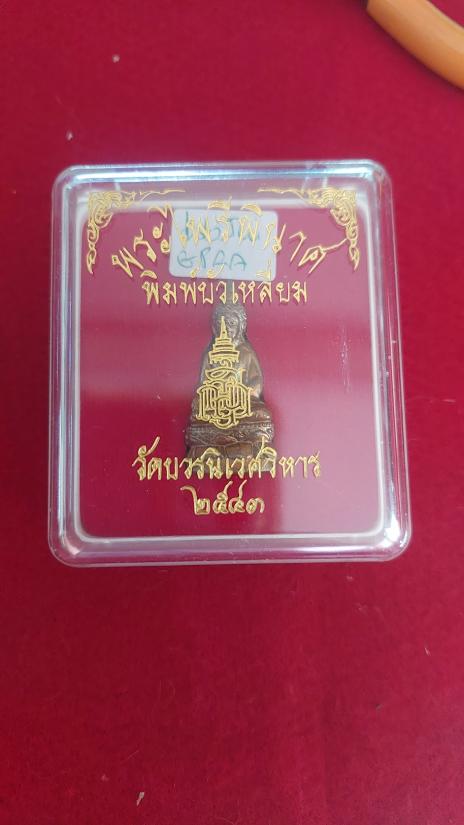 พระไพรีพินาศ
พิมพ์บัวเหลี่ยม
วัดบวรนิเวศวิหาร
๒๕๔๓